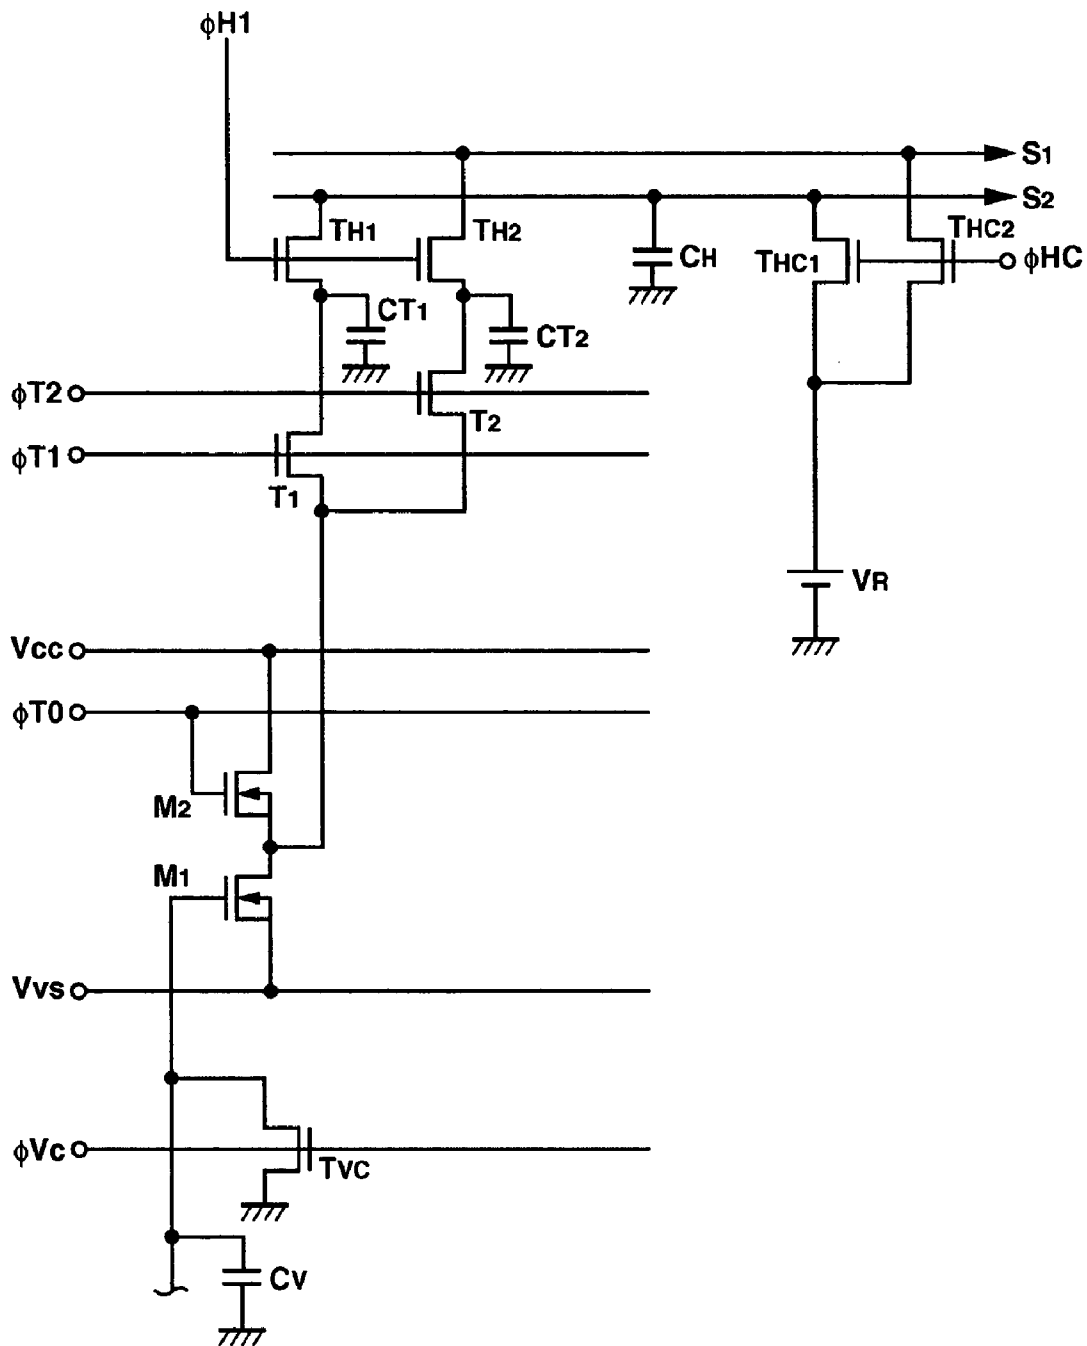 ϕH1
S1
S2
TH1
TH2
THC2
CH
THC1
ϕHC
CT1
CT2
ϕT2
T2
ϕT1
T1
VR
Vcc
ϕT0
M2
M1
Vvs
ϕVc
TVC
CV